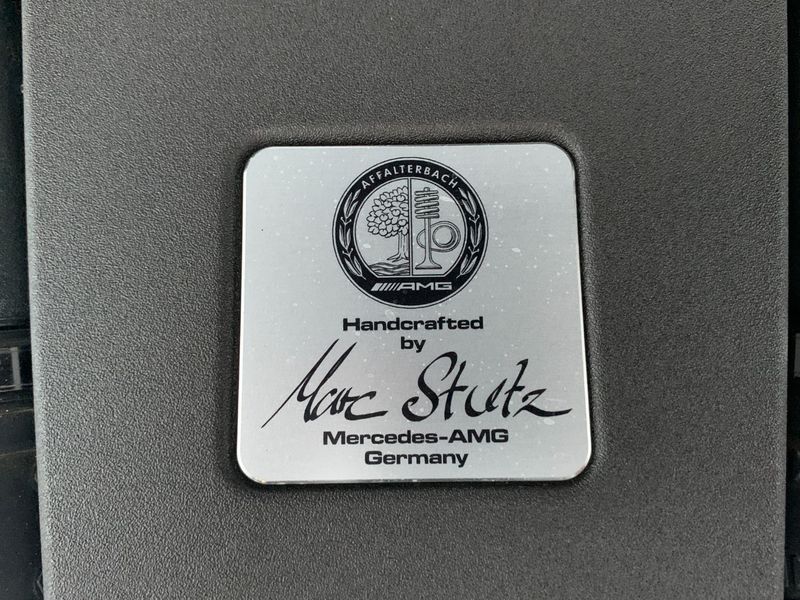 AFFALTERBACH
AMG
Handcrafted
by
Marc Stutz
Mercedes-AMG
Germany